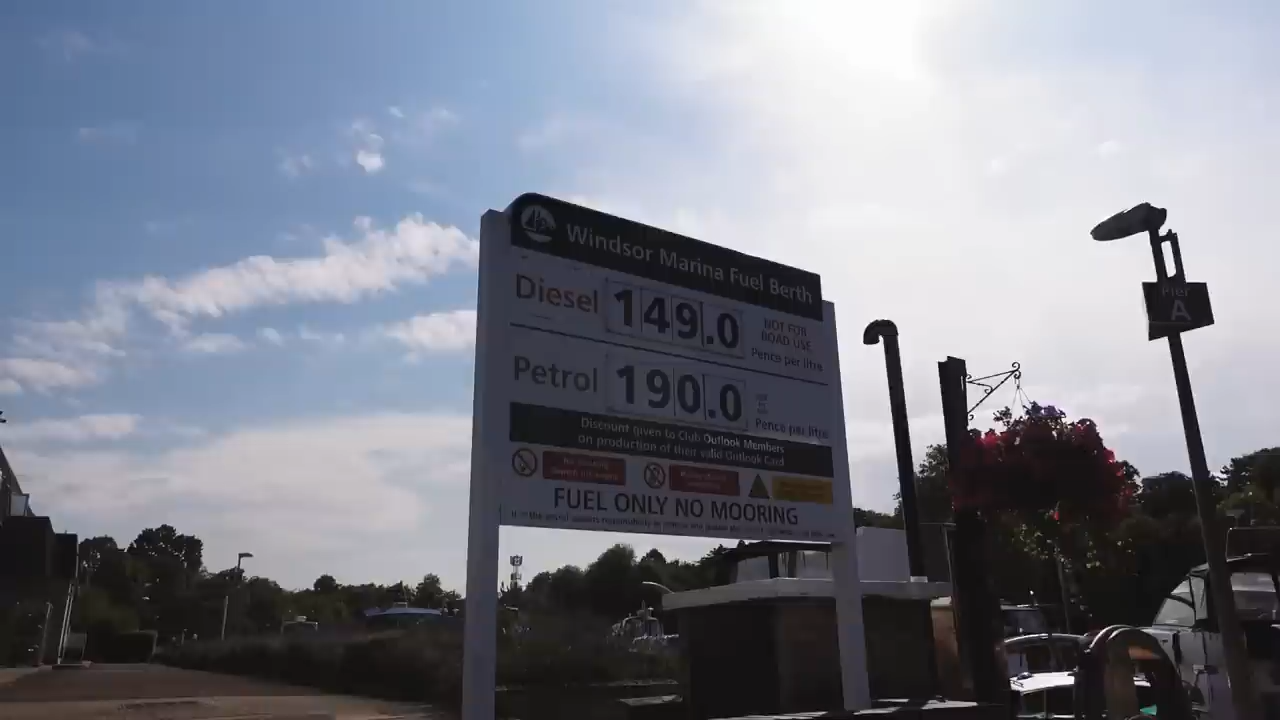 Windsor Marina Fuel Berth
Diesel 149.0 NOT FOR ROAD USE Pence per litre
Petrol 190.0 Pence per litre
Discount given to Club Outlook Members
on production of their valid Outlook Card
FUEL ONLY NO MOORING
Pier
A